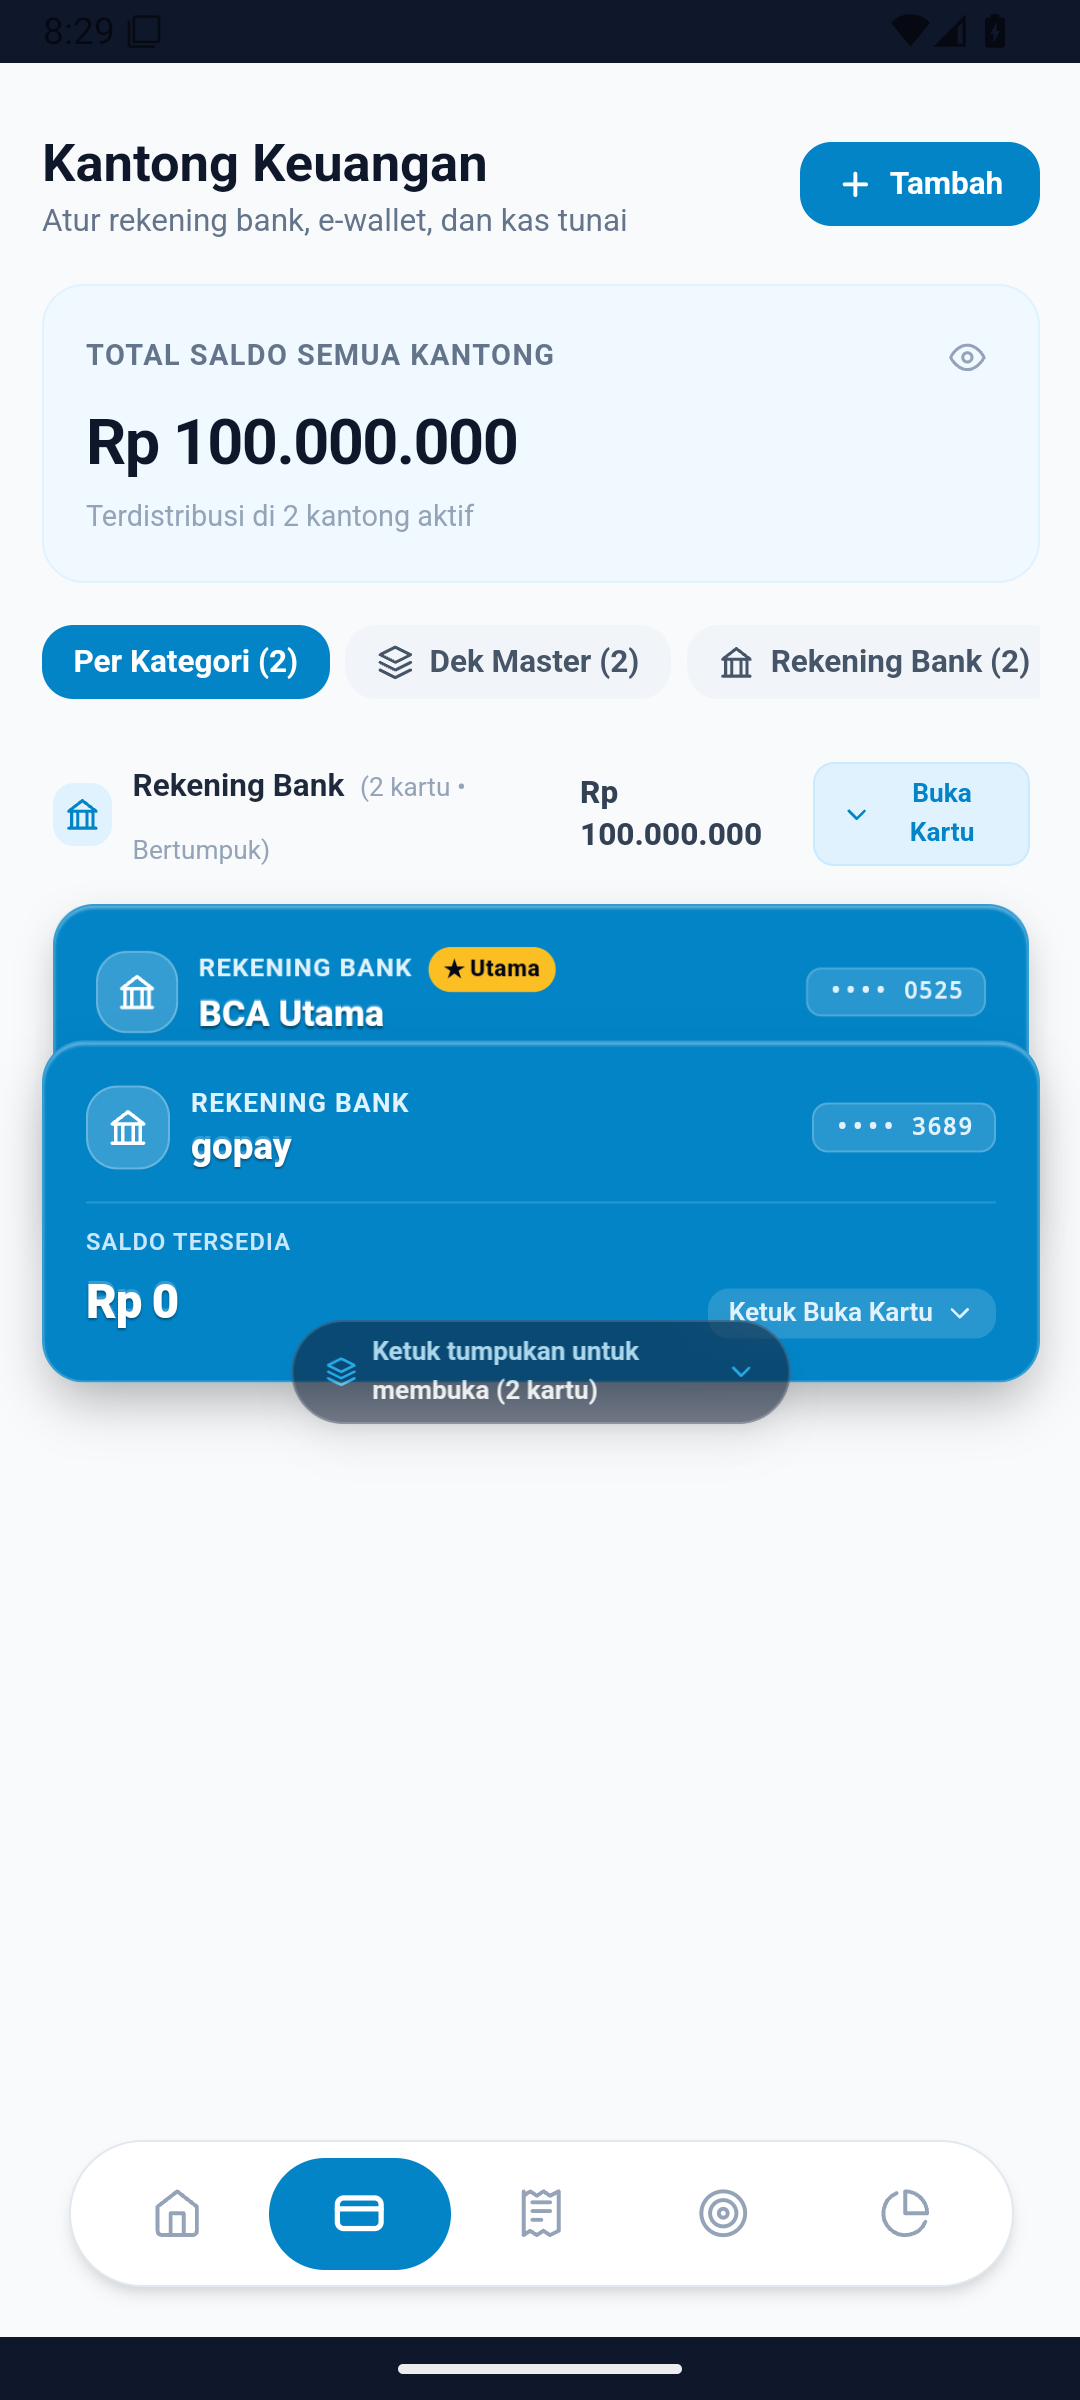 8:29
Kantong Keuangan
Atur rekening bank, e-wallet, dan kas tunai
Tambah
TOTAL SALDO SEMUA KANTONG
Rp 100.000.000
Terdistribusi di 2 kantong aktif
Per Kategori (2)
Dek Master (2)
Rekening Bank (2)
Rekening Bank (2 kartu •
Bertumpuk)
Rp
100.000.000
Buka
Kartu
REKENING BANK
★ Utama
BCA Utama
•••• 0525
REKENING BANK
gopay
•••• 3689
SALDO TERSEDIA
Rp 0
Ketuk Buka Kartu
Ketuk tumpukan untuk
membuka (2 kartu)